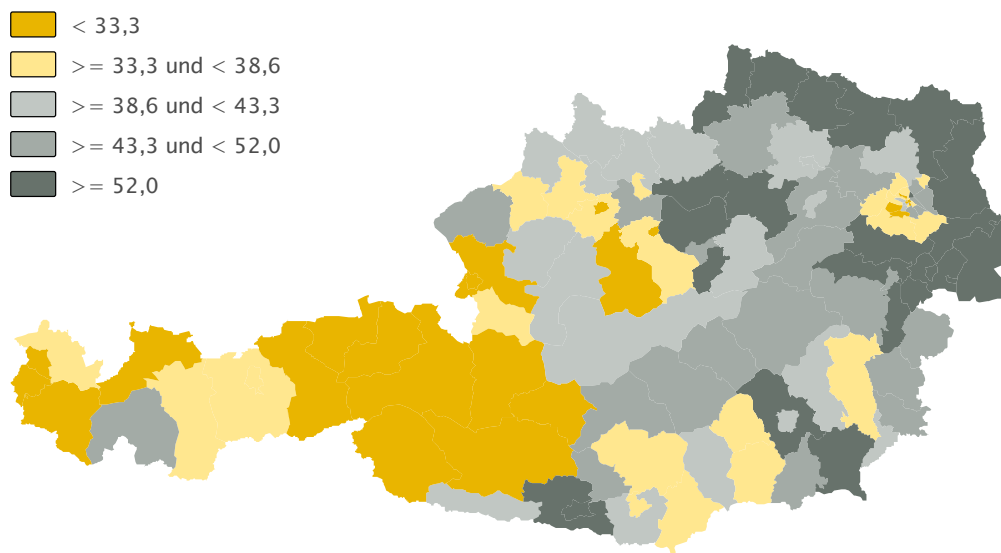 < 33,3
>= 33,3 und < 38,6
>= 38,6 und < 43,3
>= 43,3 und < 52,0
>= 52,0